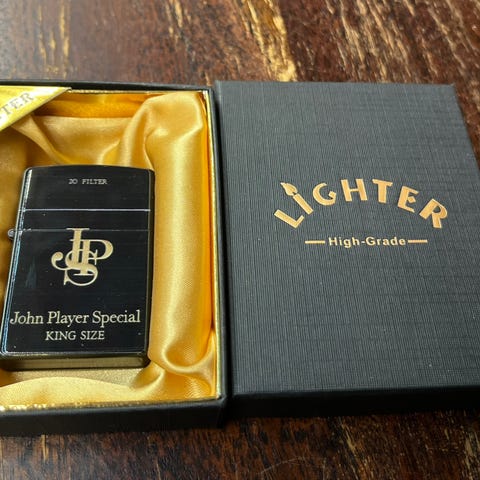 20 FILTER
JPS
John Player Special
KING SIZE
LIGHTER
High-Grade